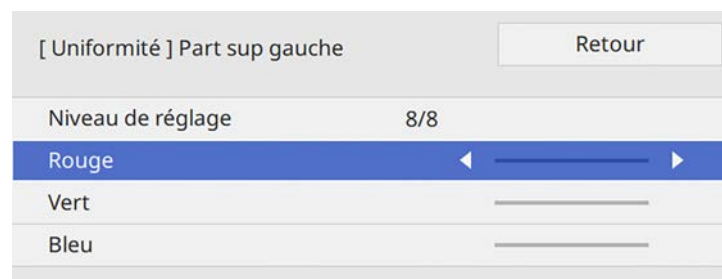 [ Uniformité ] Part sup gauche Retour
Niveau de réglage 8/8
Rouge
Vert
Bleu